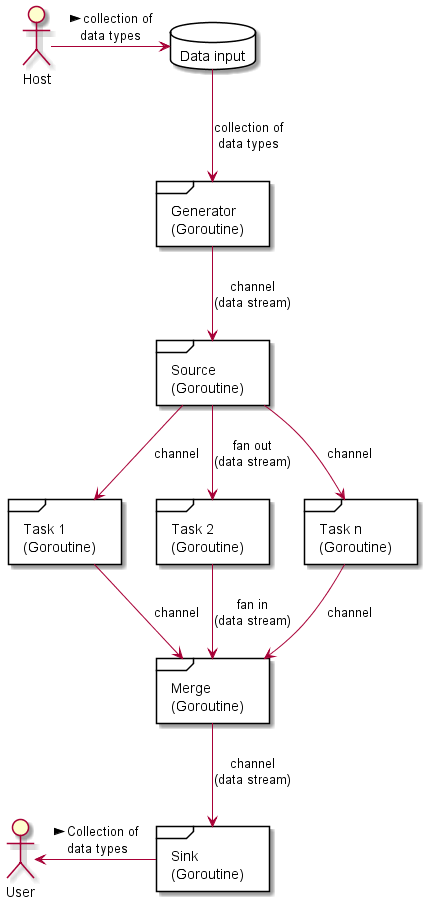 ► collection of
data types
Host
Data input
collection of
data types
Generator
(Goroutine)
channel
(data stream)
Source
(Goroutine)
channel
fan out
(data stream)
channel
Task 1
(Goroutine)
Task 2
(Goroutine)
Task n
(Goroutine)
channel
fan in
(data stream)
channel
Merge
(Goroutine)
channel
(data stream)
► Collection of
data types
User
Sink
(Goroutine)